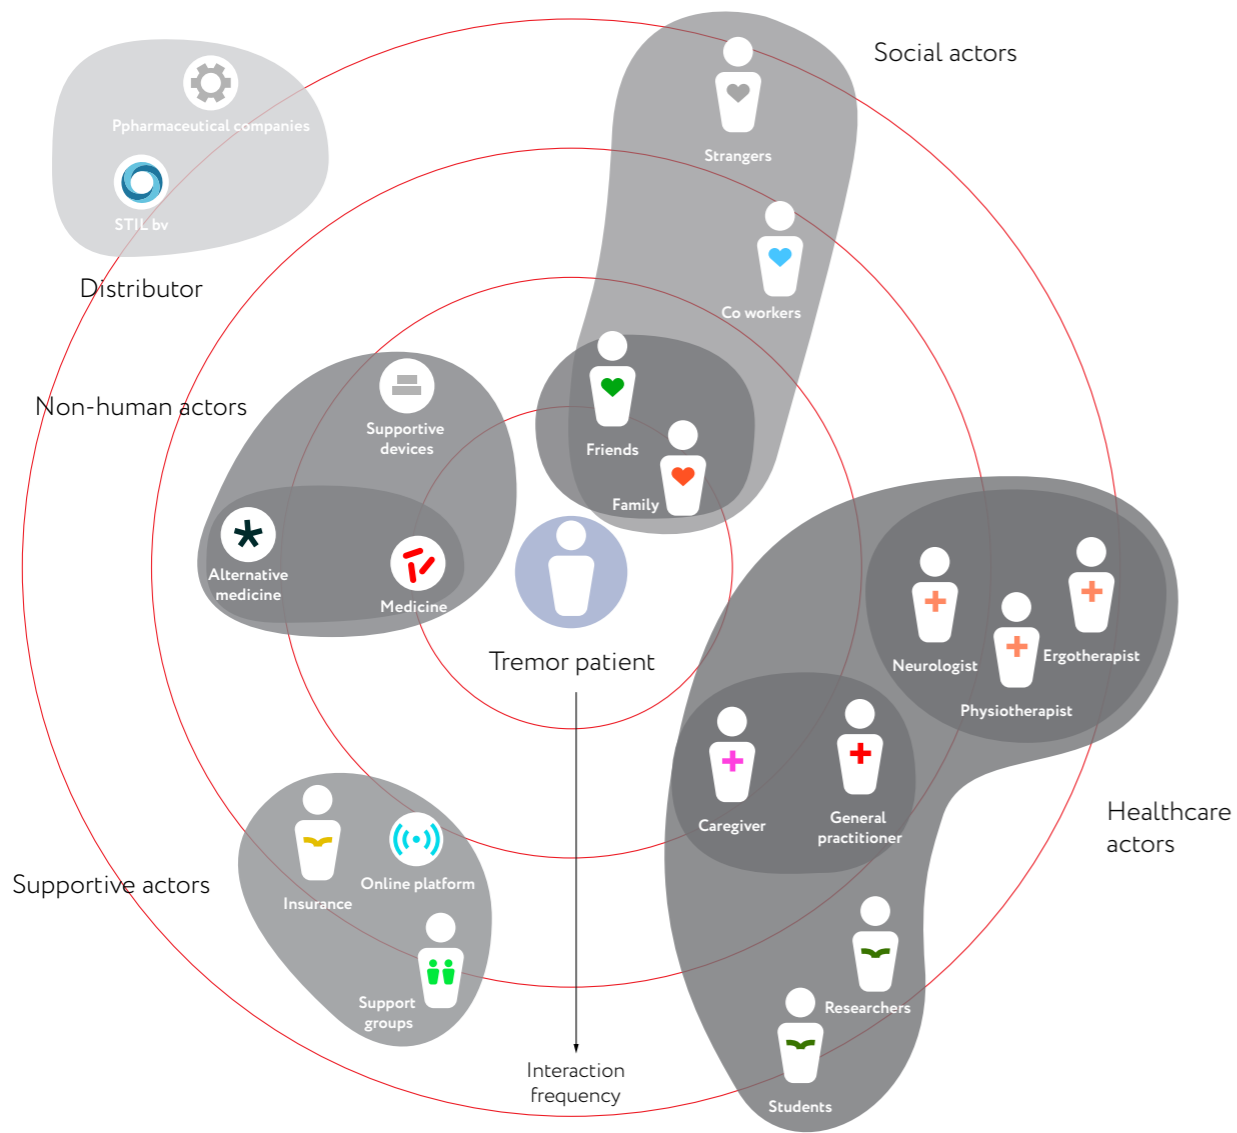 Social actors
Ppharmaceutical companies
Strangers
STIL bv
Distributor
Co workers
Non-human actors
Supportive
devices
Friends
Family
Alternative
medicine
Medicine
Tremor patient
Neurologist
Ergotherapist
Physiotherapist
Caregiver
General
practitioner
Healthcare
actors
Supportive actors
Online platform
Insurance
Support
groups
Researchers
Interaction
frequency
Students